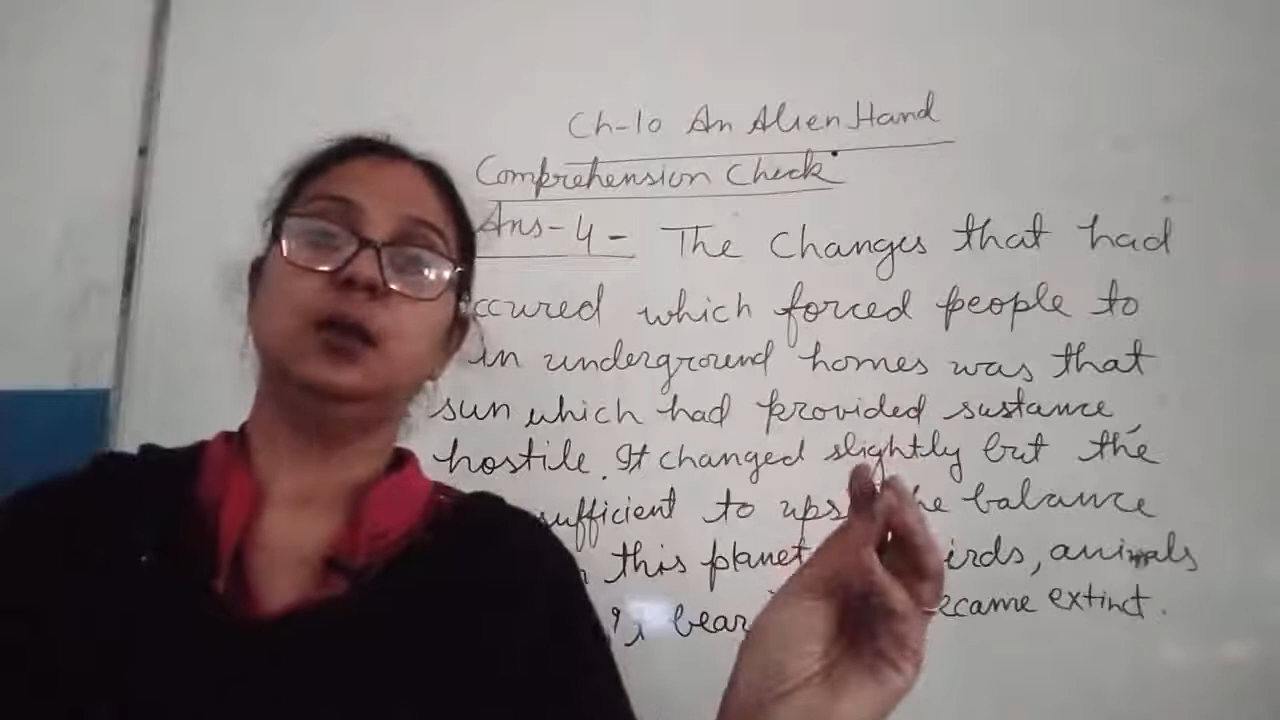 Ch-10 An Alien Hand
Comprehension Check
Ans-4- The changes that had
ccured which forced people to
in underground homes was that
sun which had provided sustance
hostile. It changed slightly but the
sufficient to ups he balance
this planet irds, animals
bear came extinct.